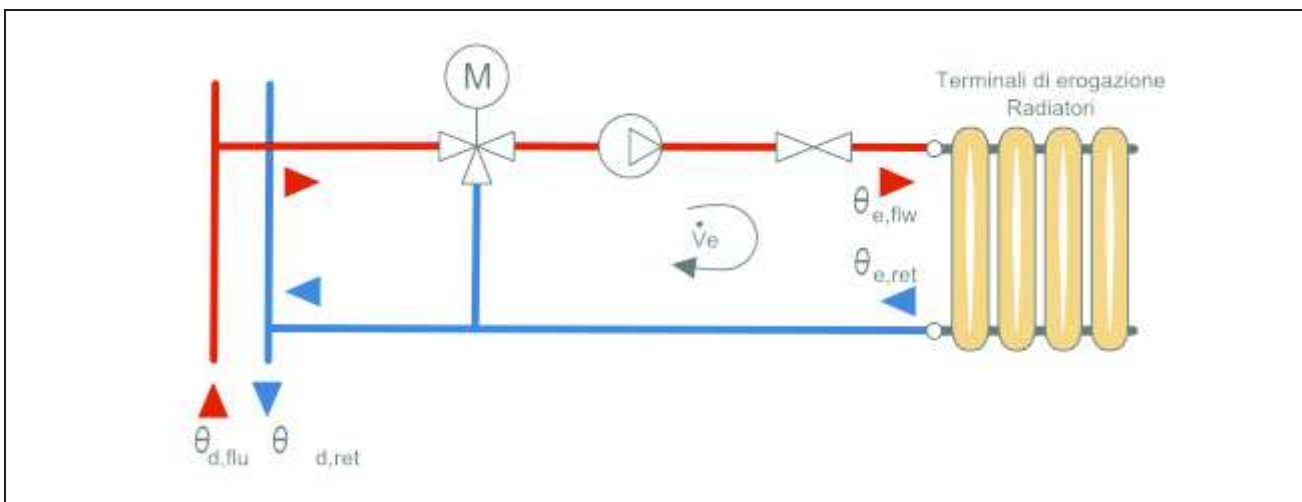 M
Terminali di erogazione
Radiatori
θe,flw
V̇e
θe,ret
θd,flu θ d,ret